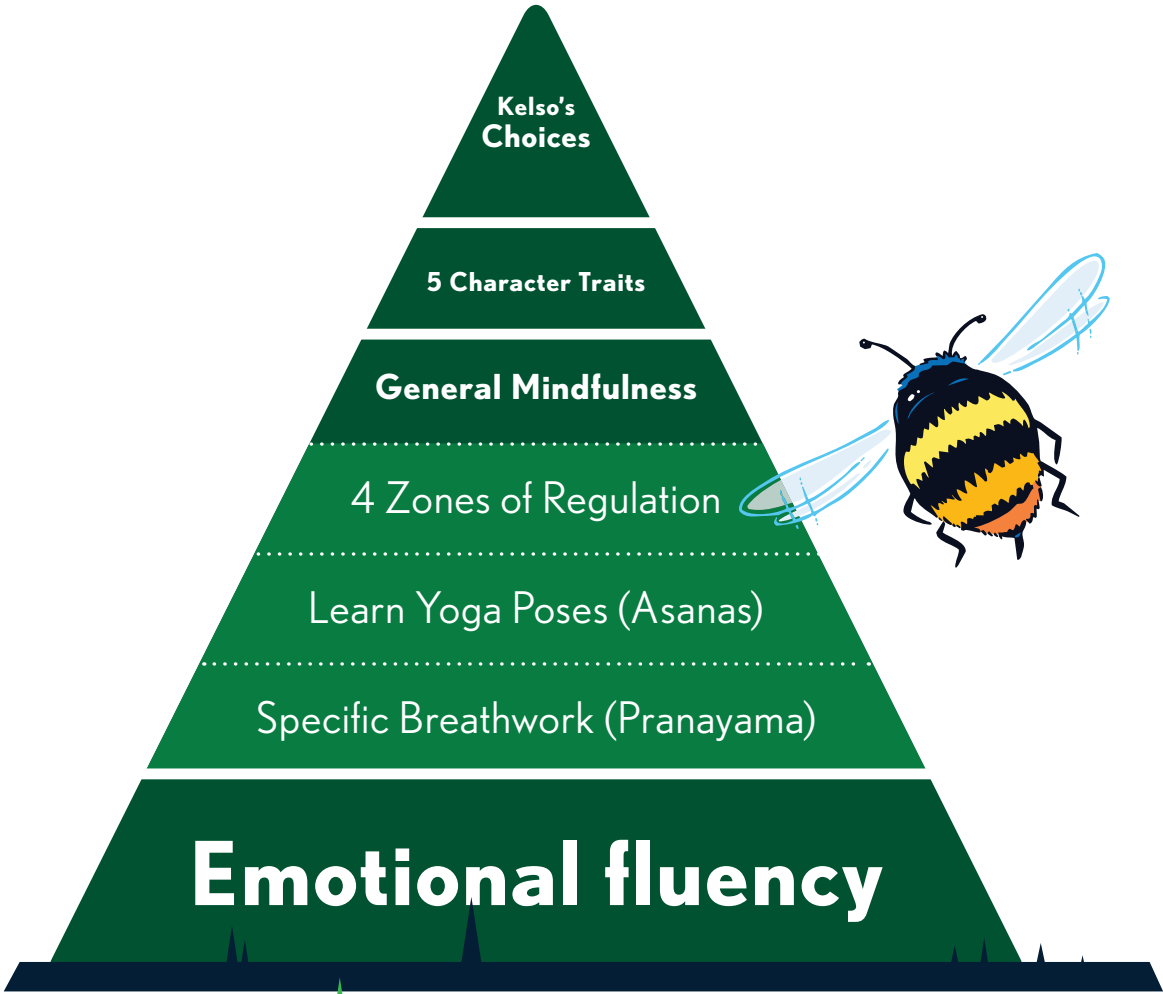 Kelso's
Choices
5 Character Traits
General Mindfulness
4 Zones of Regulation
Learn Yoga Poses (Asanas)
Specific Breathwork (Pranayama)
Emotional fluency